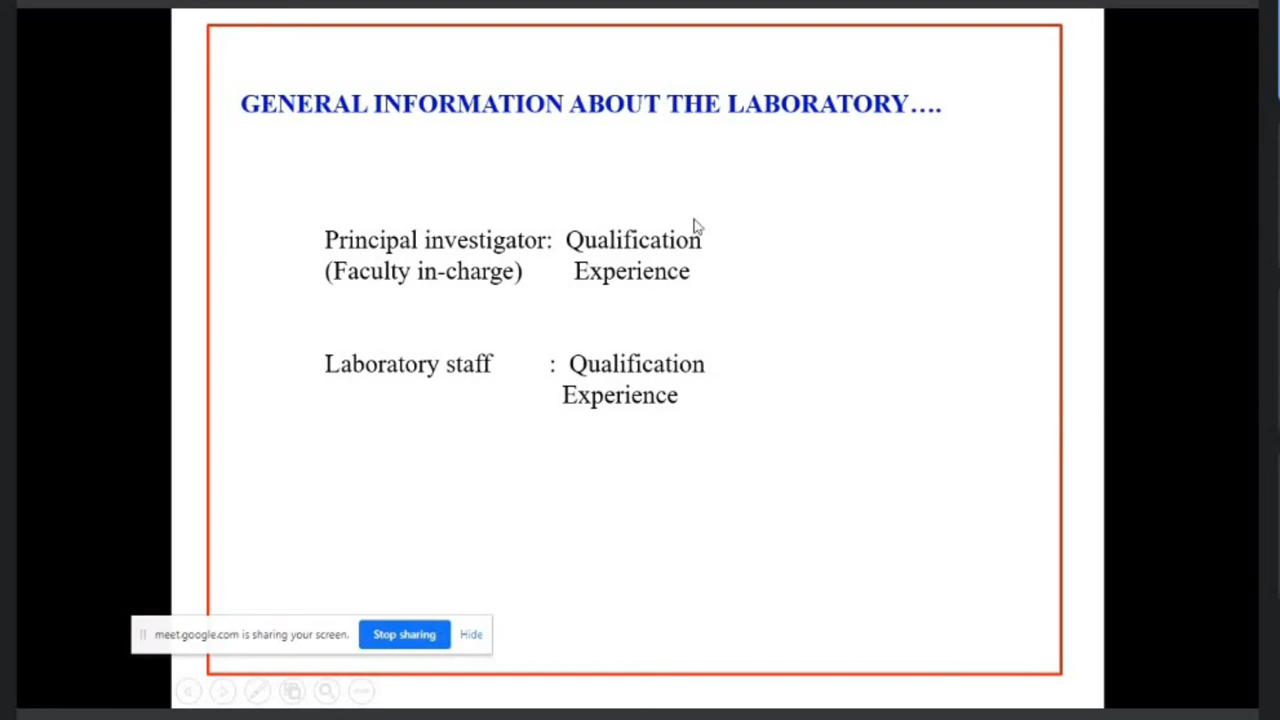 GENERAL INFORMATION ABOUT THE LABORATORY….
Principal investigator: Qualification
(Faculty in-charge) Experience
Laboratory staff : Qualification
Experience
meet.google.com is sharing your screen. Stop sharing Hide